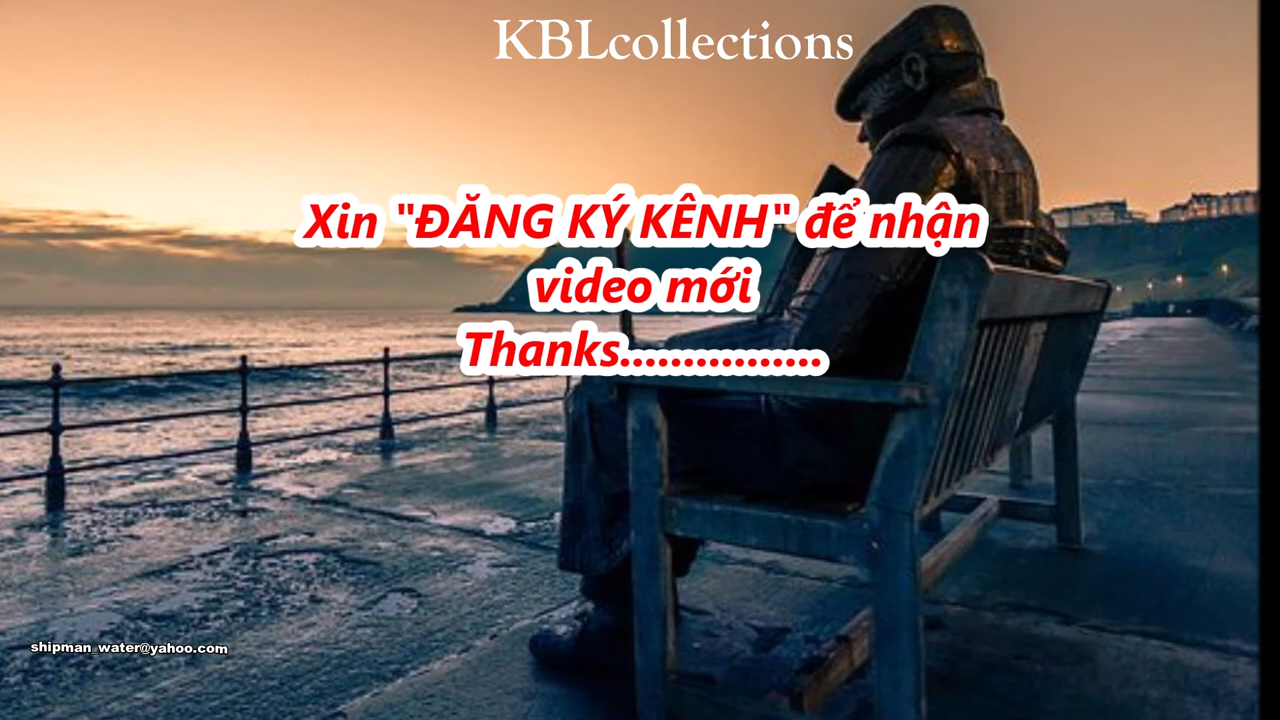 KBLcollections
Xin "ĐĂNG KÝ KÊNH" để nhận
video mới
Thanks................
shipman_water@yahoo.com